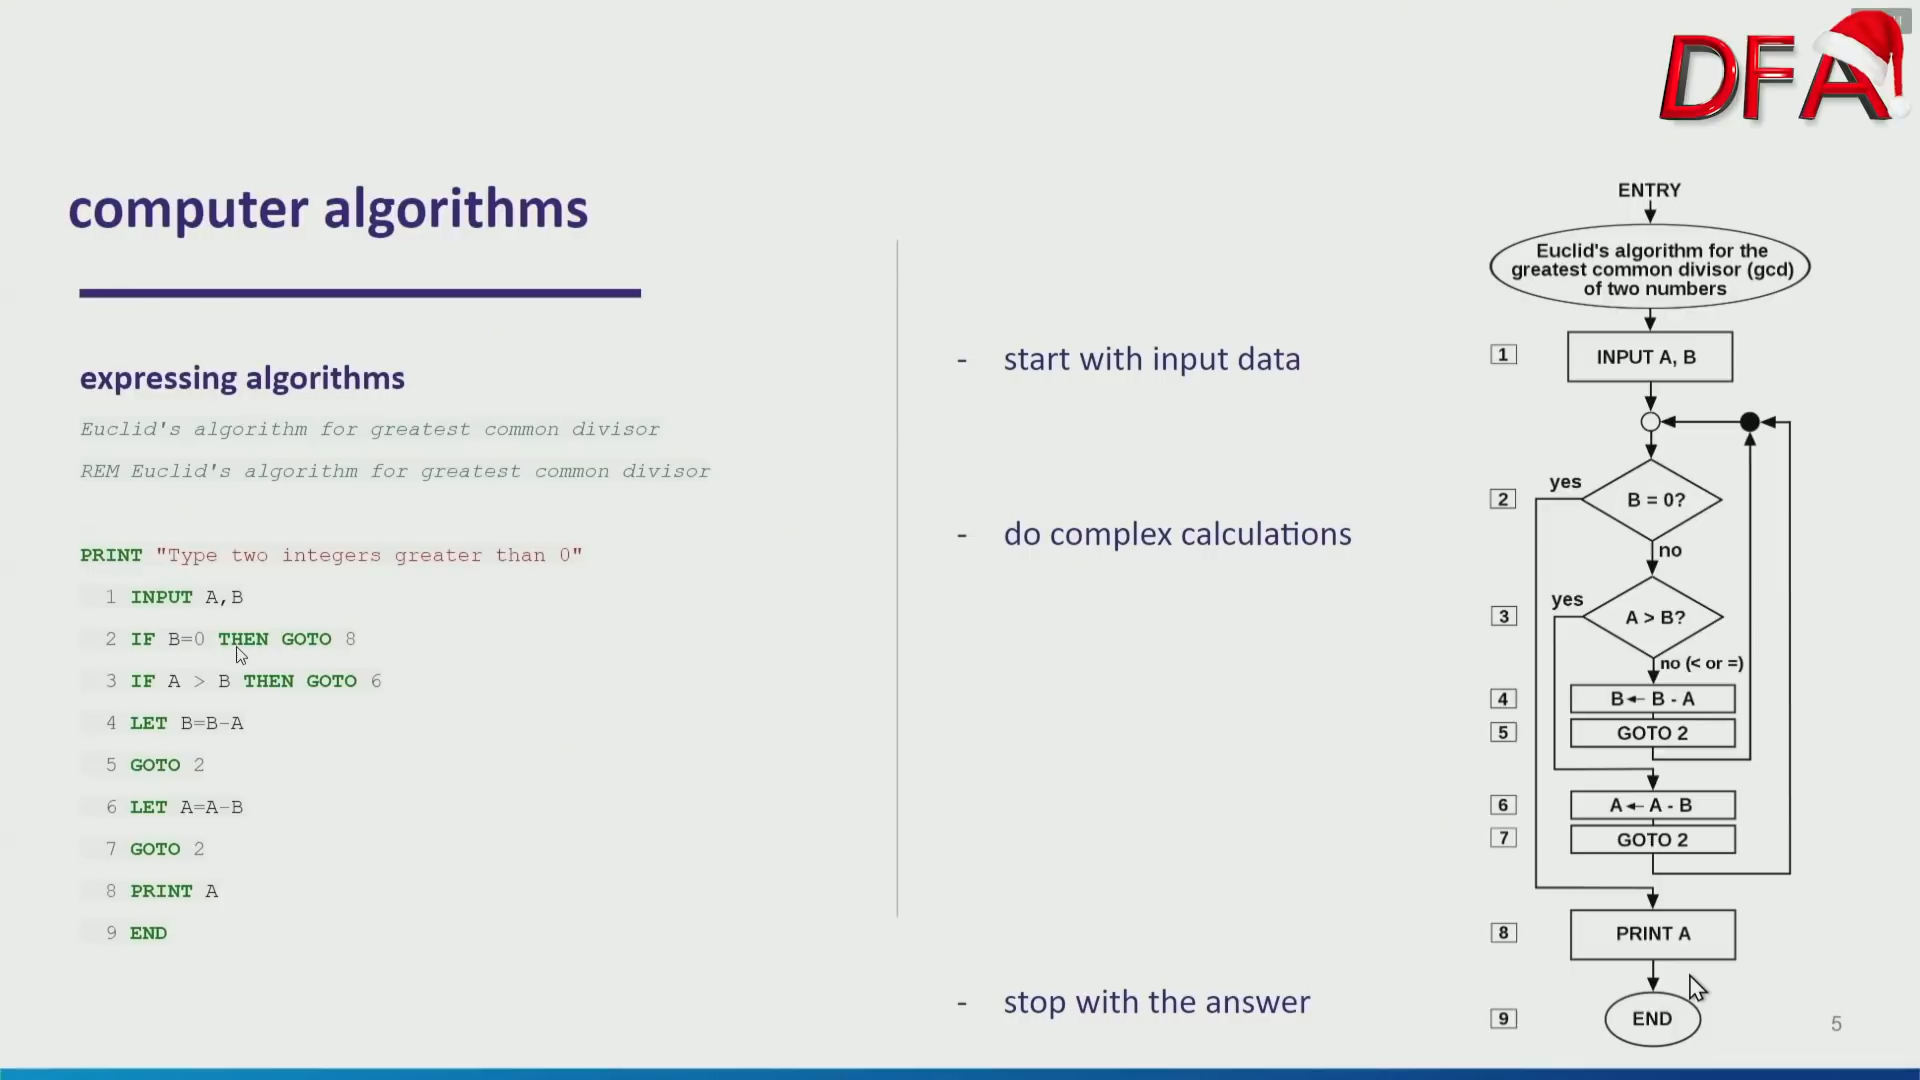 DFA
computer algorithms
expressing algorithms
Euclid's algorithm for greatest common divisor
REM Euclid's algorithm for greatest common divisor
PRINT "Type two integers greater than 0"
1 INPUT A,B
2 IF B=0 THEN GOTO 8
3 IF A > B THEN GOTO 6
4 LET B=B-A
5 GOTO 2
6 LET A=A-B
7 GOTO 2
8 PRINT A
9 END
- start with input data
- do complex calculations
- stop with the answer
ENTRY
Euclid's algorithm for the
greatest common divisor (gcd)
of two numbers
1 INPUT A, B
yes
2 B = 0?
no
yes
3 A > B?
no (< or =)
4 B ← B - A
5 GOTO 2
6 A ← A - B
7 GOTO 2
8 PRINT A
9 END
5